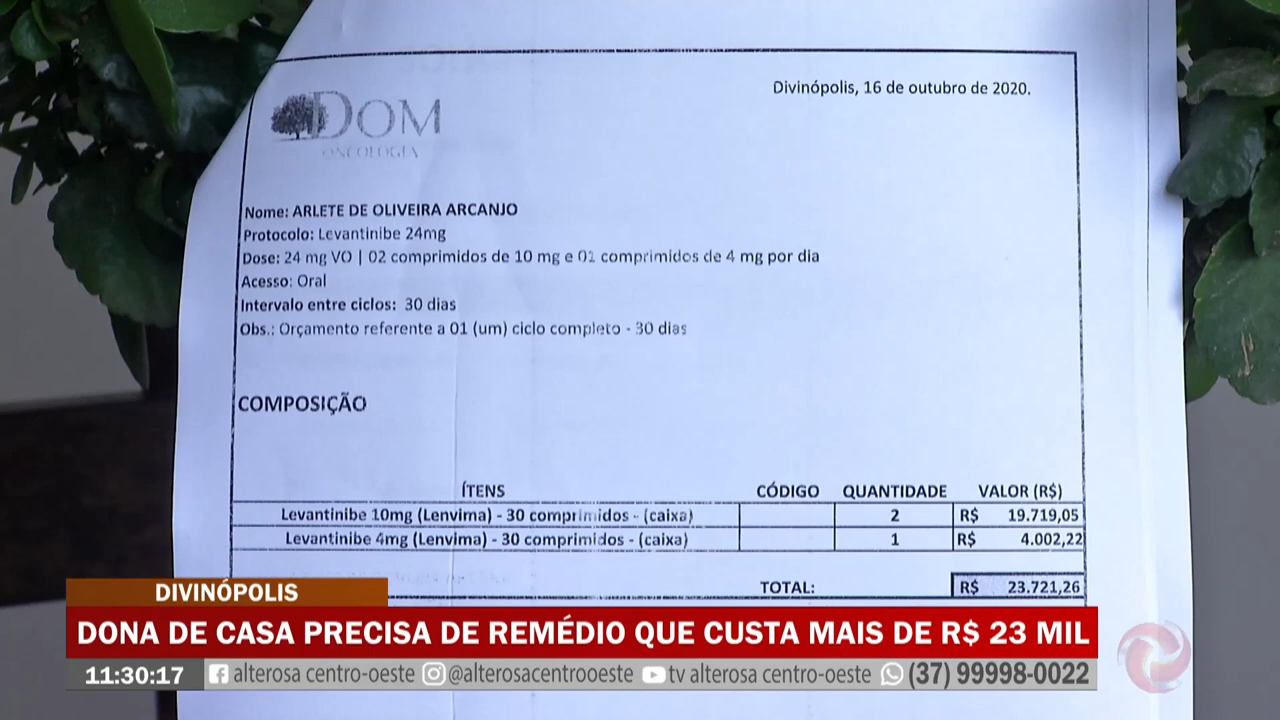 Divinópolis, 16 de outubro de 2020.
DOM
ONCOLOGIA
Nome: ARLETE DE OLIVEIRA ARCANJO
Protocolo: Levantinibe 24mg
Dose: 24 mg VO | 02 comprimidos de 10 mg e 01 comprimidos de 4 mg por dia
Acesso: Oral
Intervalo entre ciclos: 30 dias
Obs.: Orçamento referente a 01 (um) ciclo completo - 30 dias
COMPOSIÇÃO
ÍTENS CÓDIGO QUANTIDADE VALOR (R$)
Levantinibe 10mg (Lenvima) - 30 comprimidos - (caixa) 2 R$ 19.719,05
Levantinibe 4mg (Lenvima) - 30 comprimidos - (caixa) 1 R$ 4.002,22
TOTAL: R$ 23.721,26
DIVINÓPOLIS
DONA DE CASA PRECISA DE REMÉDIO QUE CUSTA MAIS DE R$ 23 MIL
11:30:17 alterosa centro-oeste @alterosacentrooeste tv alterosa centro-oeste (37) 99998-0022